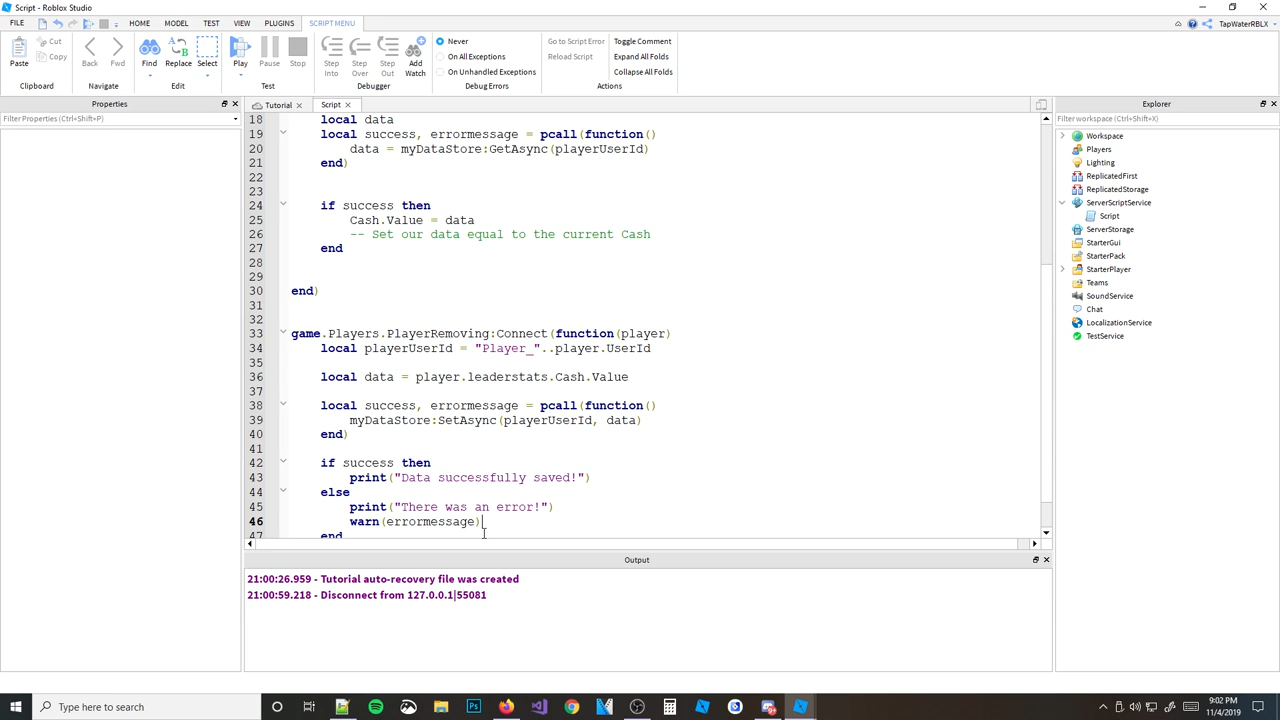 Tutorial - Roblox Studio
FILE HOME MODEL TEST VIEW PLUGINS SCRIPT MENU TapWaterRBLX
Paste Cut Copy Back Fwd Find Replace Select Play Pause Stop Step Into Step Over Step Out Add Watch
Never
On All Exceptions
On Unhandled Exceptions
Go to Script Error
Reload Script
Toggle Comment
Expand All Folds
Collapse All Folds
Clipboard Navigate Edit Test Debugger Debug Errors Actions
Properties
Filter Properties (Ctrl+Shift+P)
Tutorial Script
18 local data
19 local success, errormessage = pcall(function()
20 data = myDataStore:GetAsync(playerUserId)
21 end)
22
23
24 if success then
25 Cash.Value = data
26 -- Set our data equal to the current Cash
27 end
28
29
30 end)
31
32
33 game.Players.PlayerRemoving:Connect(function(player)
34 local playerUserId = "Player_"..player.UserId
35
36 local data = player.leaderstats.Cash.Value
37
38 local success, errormessage = pcall(function()
39 myDataStore:SetAsync(playerUserId, data)
40 end)
41
42 if success then
43 print("Data successfully saved!")
44 else
45 print("There was an error!")
46 warn(errormessage)
47 end
Output
21:00:26.959 - Tutorial auto-recovery file was created
21:00:59.218 - Disconnect from 127.0.0.1|55081
Explorer
Filter workspace (Ctrl+Shift+X)
Workspace
Players
Lighting
ReplicatedFirst
ReplicatedStorage
ServerScriptService
Script
ServerStorage
StarterGui
StarterPack
StarterPlayer
Teams
SoundService
Chat
LocalizationService
TestService
Type here to search
9:02 PM
11/4/2019